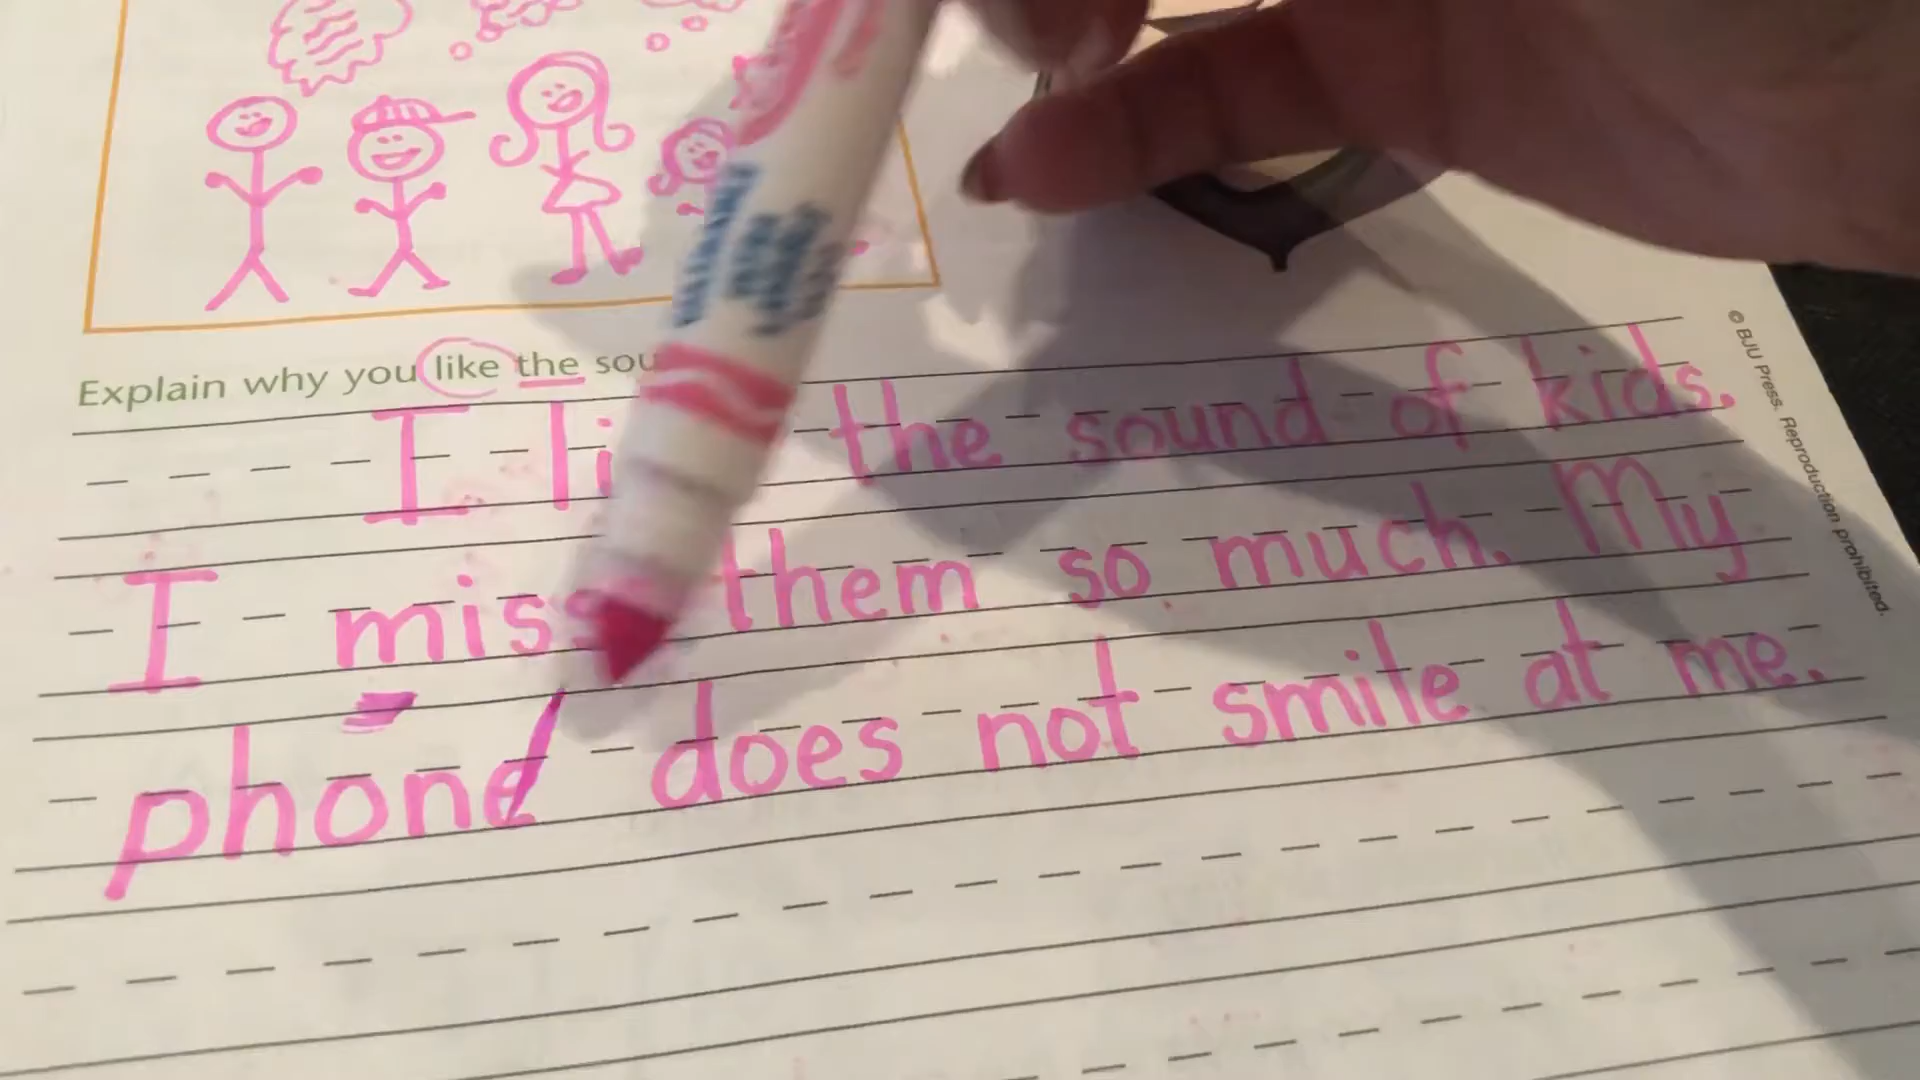 Explain why you like the sou
I li the sound of kids.
I miss them so much. My
phone does not smile at me.
© BJU Press. Reproduction prohibited.